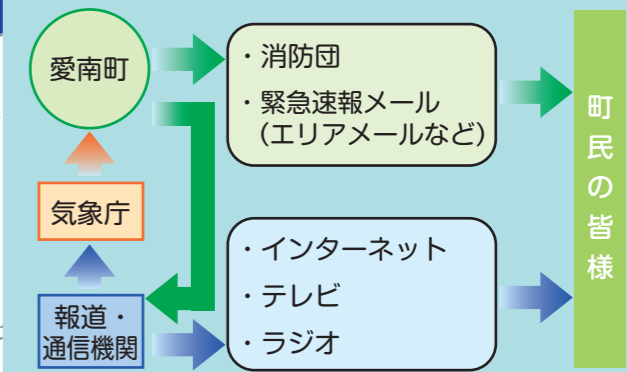 愛南町
・消防団
・緊急速報メール
(エリアメールなど)
気象庁
報道・
通信機関
・インターネット
・テレビ
・ラジオ
町民の皆様